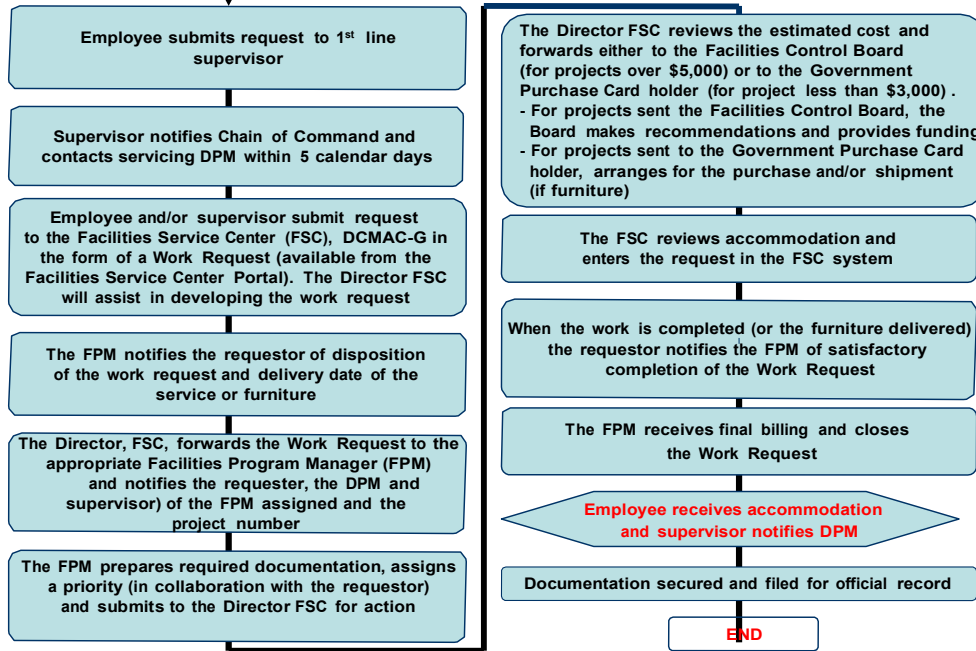 Employee submits request to 1st line
supervisor
Supervisor notifies Chain of Command and
contacts servicing DPM within 5 calendar days
Employee and/or supervisor submit request
to the Facilities Service Center (FSC), DCMAC-G in
the form of a Work Request (available from the
Facilities Service Center Portal). The Director FSC
will assist in developing the work request
The FPM notifies the requestor of disposition
of the work request and delivery date of the
service or furniture
The Director, FSC, forwards the Work Request to the
appropriate Facilities Program Manager (FPM)
and notifies the requester, the DPM and
supervisor) of the FPM assigned and the
project number
The FPM prepares required documentation, assigns
a priority (in collaboration with the requestor)
and submits to the Director FSC for action
The Director FSC reviews the estimated cost and
forwards either to the Facilities Control Board
(for projects over $5,000) or to the Government
Purchase Card holder (for project less than $3,000) .
- For projects sent the Facilities Control Board, the
Board makes recommendations and provides funding
- For projects sent to the Government Purchase Card
holder, arranges for the purchase and/or shipment
(if furniture)
The FSC reviews accommodation and
enters the request in the FSC system
When the work is completed (or the furniture delivered)
the requestor notifies the FPM of satisfactory
completion of the Work Request
The FPM receives final billing and closes
the Work Request
Employee receives accommodation
and supervisor notifies DPM
Documentation secured and filed for official record
END